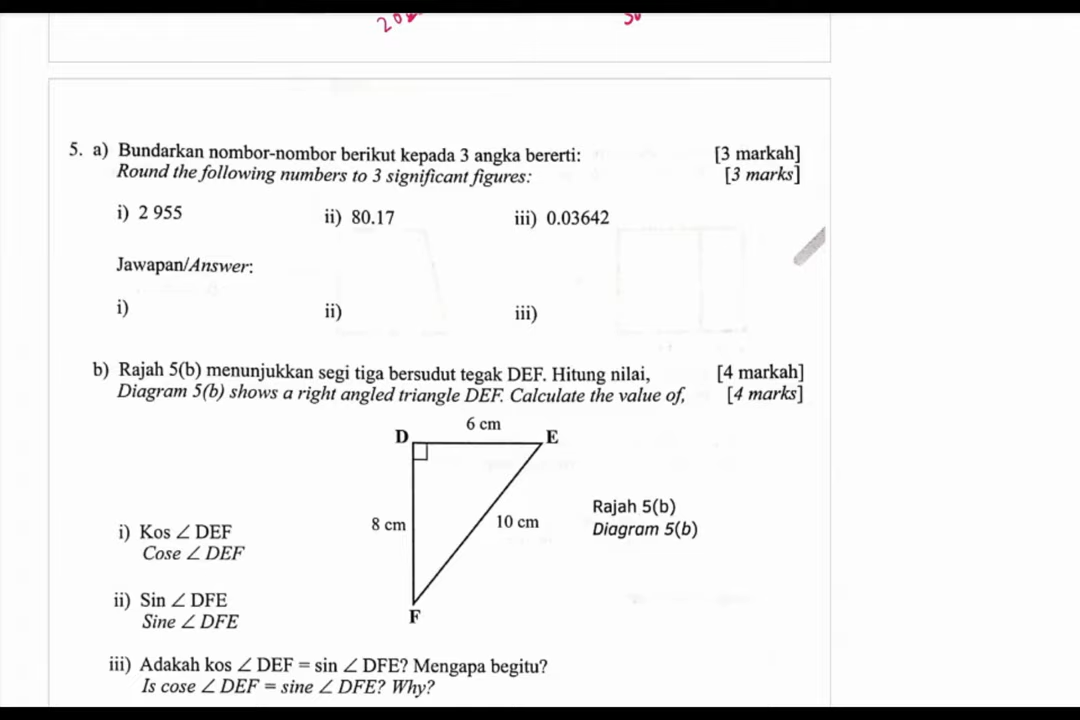 5. a) Bundarkan nombor-nombor berikut kepada 3 angka bererti: [3 markah]
Round the following numbers to 3 significant figures: [3 marks]
i) 2 955 ii) 80.17 iii) 0.03642
Jawapan/Answer:
i) ii) iii)
b) Rajah 5(b) menunjukkan segi tiga bersudut tegak DEF. Hitung nilai, [4 markah]
Diagram 5(b) shows a right angled triangle DEF. Calculate the value of, [4 marks]
6 cm
D E
8 cm 10 cm
Rajah 5(b)
Diagram 5(b)
F
i) Kos ∠ DEF
Cose ∠ DEF
ii) Sin ∠ DFE
Sine ∠ DFE
iii) Adakah kos ∠ DEF = sin ∠ DFE? Mengapa begitu?
Is cose ∠ DEF = sine ∠ DFE? Why?